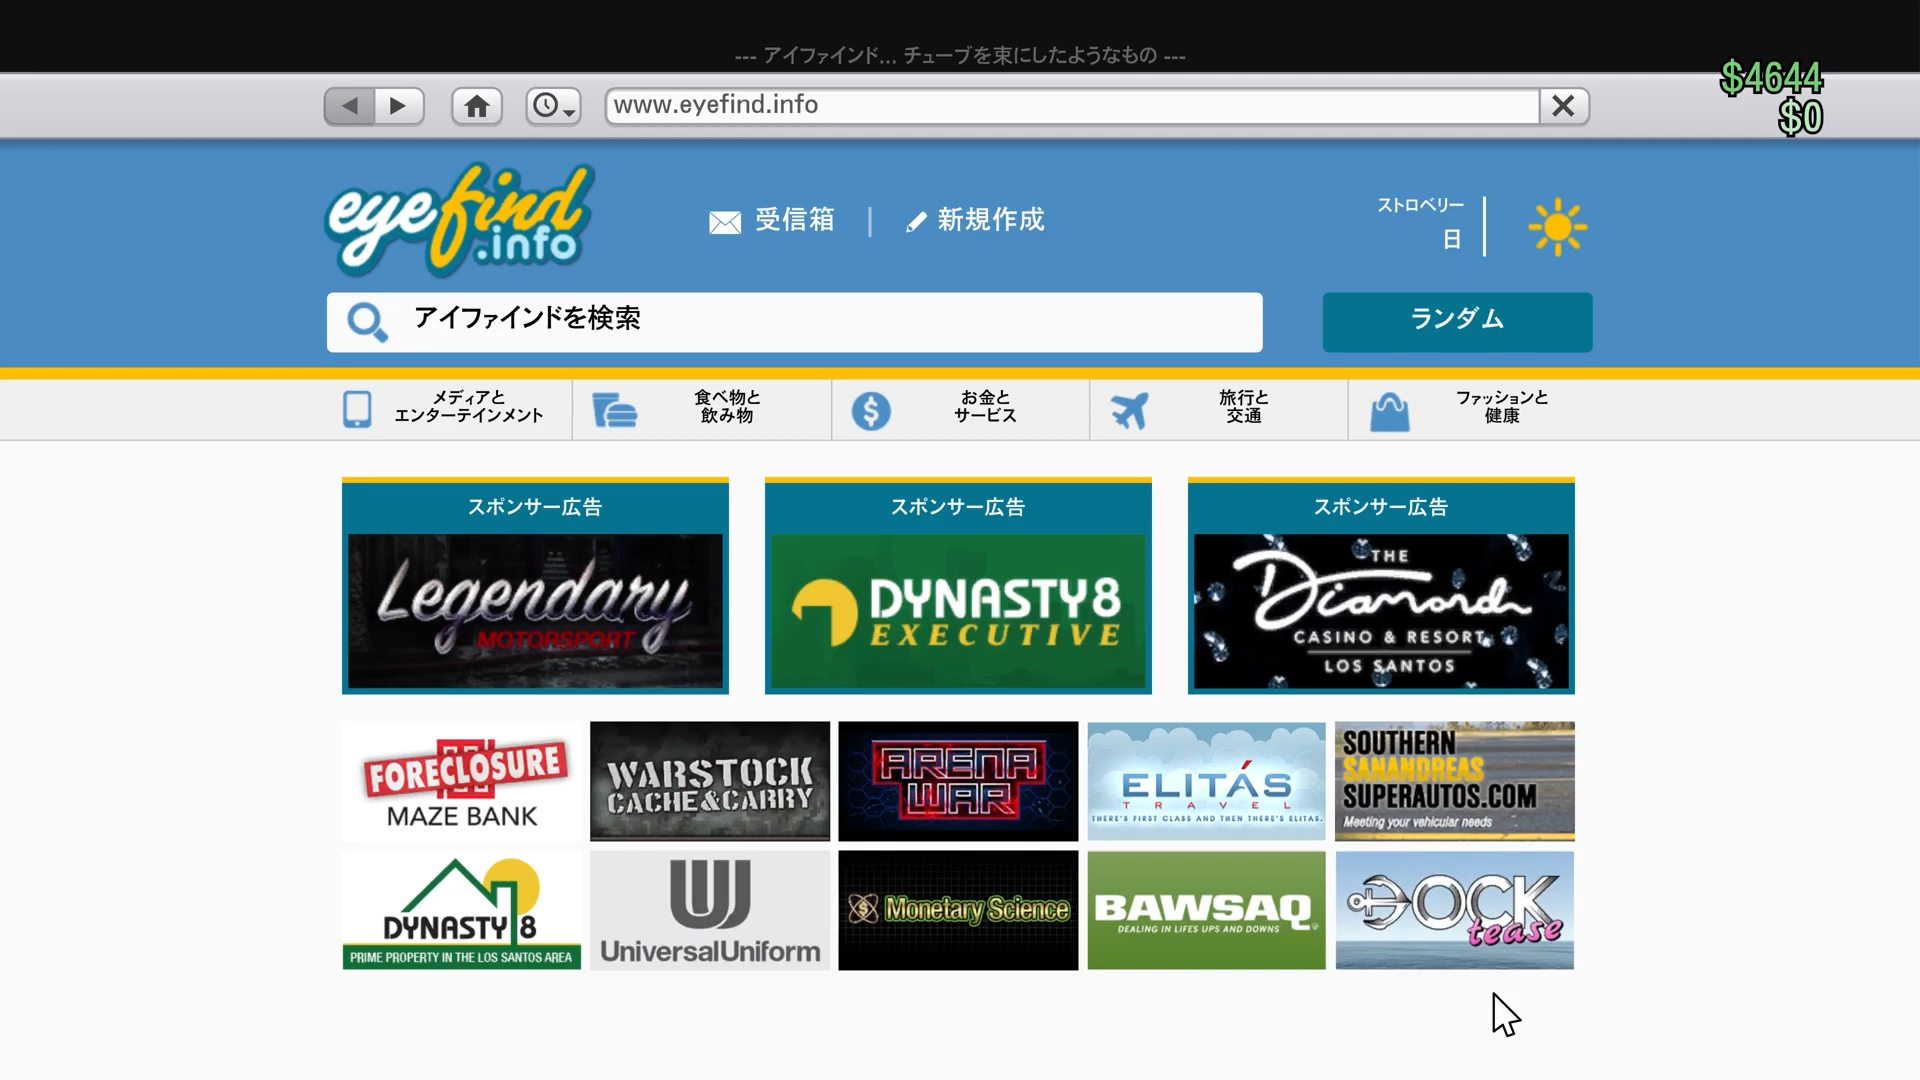 --- アイファインド... チューブを束にしたようなもの ---
$4644
$0
www.eyefind.info
eyefind
.info
受信箱
新規作成
ストロベリー
日
アイファインドを検索
ランダム
メディアと
エンターテインメント
食べ物と
飲み物
お金と
サービス
旅行と
交通
ファッションと
健康
スポンサー広告
Legendary
MOTORSPORT
スポンサー広告
DYNASTY8
EXECUTIVE
スポンサー広告
THE
Diamond
CASINO & RESORT
LOS SANTOS
FORECLOSURE
MAZE BANK
WARSTOCK
CACHE&CARRY
ARENA
WAR
ELITÁS
TRAVEL
THERE'S FIRST CLASS AND THEN THERE'S ELITAS.
SOUTHERN
SANANDREAS
SUPERAUTOS.COM
Meeting your vehicular needs
DYNASTY 8
PRIME PROPERTY IN THE LOS SANTOS AREA
UniversalUniform
$ Monetary Science
BAWSAQ
DEALING IN LIFES UPS AND DOWNS
DOCK
tease